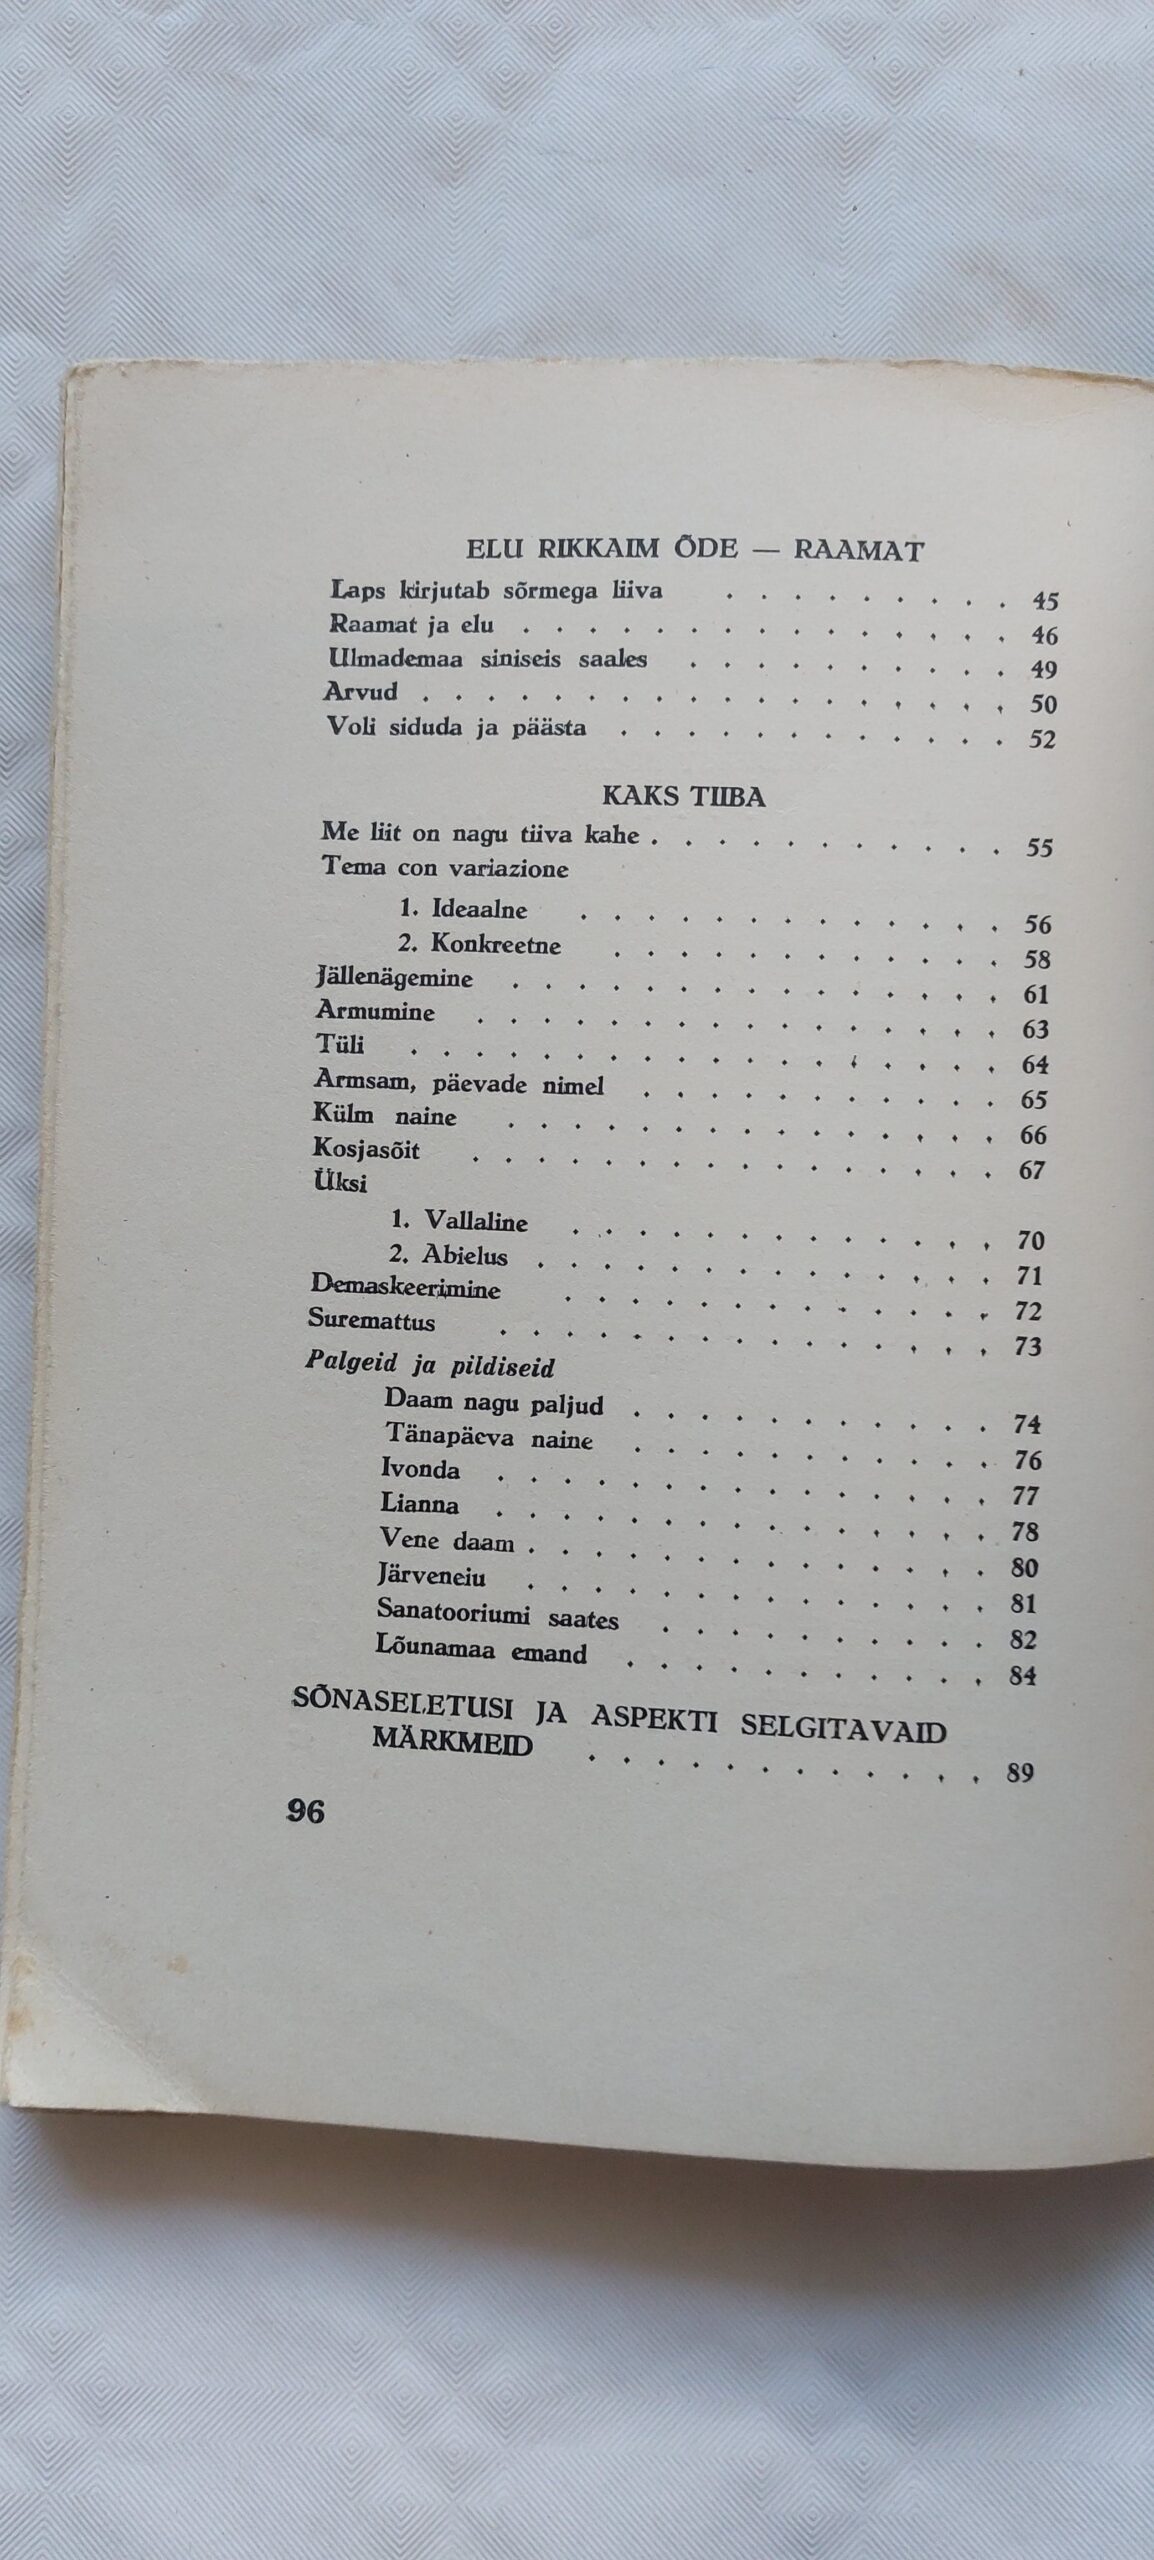 ELU RIKKAIM ÕDE — RAAMAT
Laps kirjutab sõrmega liiva . . . . . . . . . 45
Raamat ja elu . . . . . . . . . . . . . . . 46
Ulmademaa siniseis saales . . . . . . . . . . 49
Arvud . . . . . . . . . . . . . . . . . . 50
Voli siduda ja päästa . . . . . . . . . . . . 52
KAKS TIIBA
Me liit on nagu tiiva kahe . . . . . . . . . . . 55
Tema con variazione
1. Ideaalne . . . . . . . . . . . . . 56
2. Konkreetne . . . . . . . . . . . . 58
Jällenägemine . . . . . . . . . . . . . . . 61
Armumine . . . . . . . . . . . . . . . . 63
Tüli . . . . . . . . . . . . . . . . . . 64
Armsam, päevade nimel . . . . . . . . . . . 65
Külm naine . . . . . . . . . . . . . . . 66
Kosjasõit . . . . . . . . . . . . . . . . 67
Üksi
1. Vallaline . . . . . . . . . . . . . 70
2. Abielus . . . . . . . . . . . . . . 71
Demaskeerimine . . . . . . . . . . . . . 72
Suremattus . . . . . . . . . . . . . . . 73
Palgeid ja pildiseid
Daam nagu paljud . . . . . . . . . . . 74
Tänapäeva naine . . . . . . . . . . . 76
Ivonda . . . . . . . . . . . . . . . 77
Lianna . . . . . . . . . . . . . . . 78
Vene daam . . . . . . . . . . . . . . 80
Järveneiu . . . . . . . . . . . . . . 81
Sanatooriumi saates . . . . . . . . . . 82
Lõunamaa emand . . . . . . . . . . . 84
SÕNASELETUSI JA ASPEKTI SELGITAVAID
MÄRKMEID . . . . . . . . . . . . 89
96